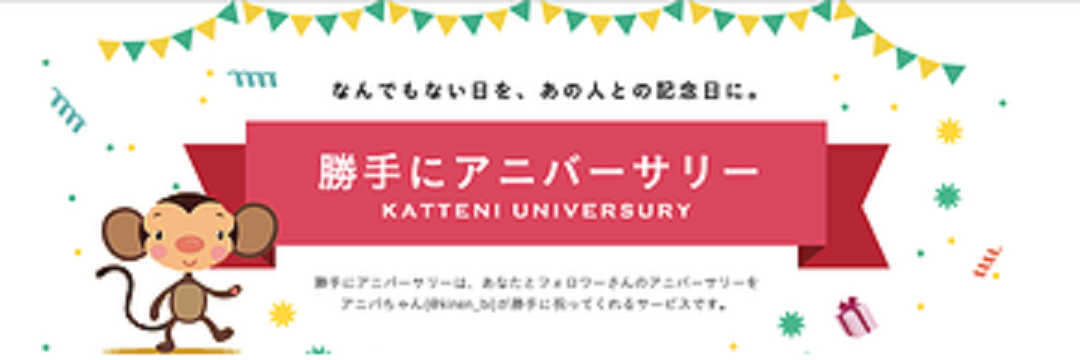 なんでもない日を、あの人との記念日に。
勝手にアニバーサリー
KATTENI UNIVERSURY
勝手にアニバーサリーは、あなたとフォロワーさんのアニバーサリーを
アニバちゃん(@kinen_bi)が勝手に祝ってくれるサービスです。